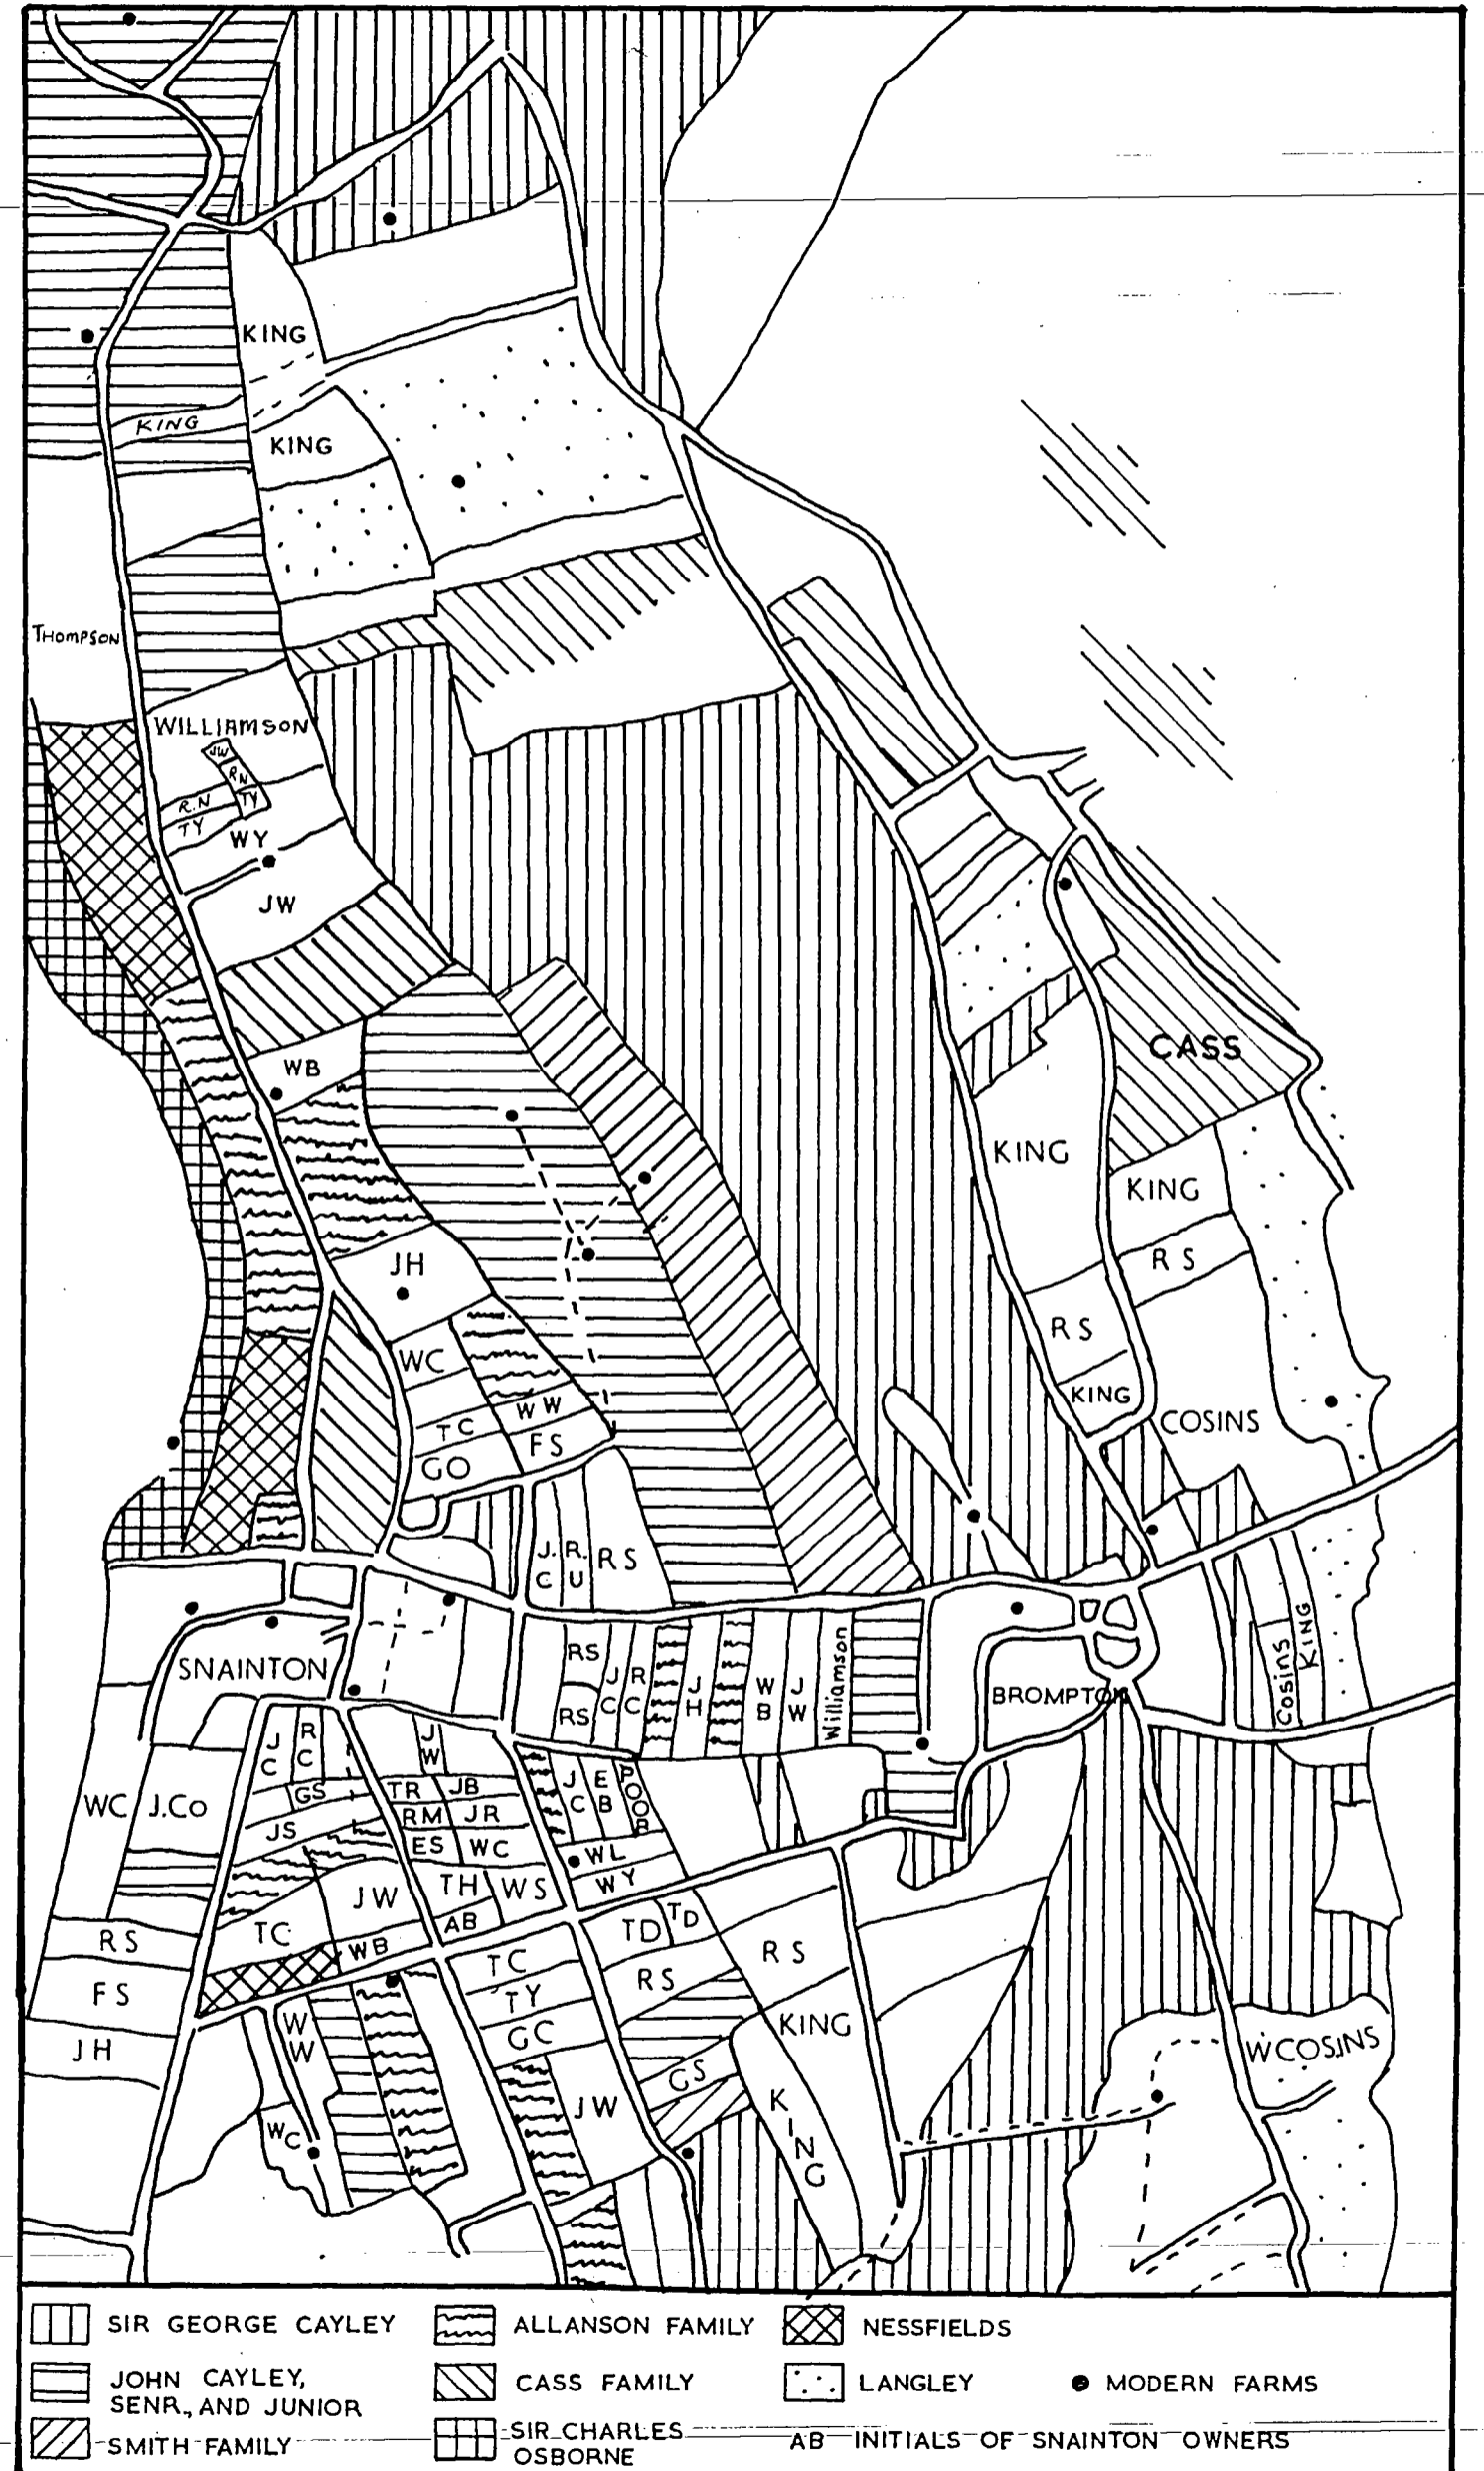 KING
KING
KING
THOMPSON
WILLIAMSON
JW
RN
R.N
TY
TY
WY
JW
CASS
WB
KING
KING
RS
JH
RS
WC
KING
WW
COSINS
TC
FS
GO
J.
C
R.
U
RS
RS
J
C
R
C
J
H
W
B
J
W
Williamson
Cosins
KING
SNAINTON
RS
BROMPTON
J
C
R
C
J
W
GS
TR
JB
J
C
E
B
POOR
WC
J.Co
RM
JR
JS
ES
WC
WL
WY
JW
TH
WS
TC
AB
TD
TD
RS
WB
TC
RS
RS
FS
TY
W
W
GC
KING
W COSINS
JH
GS
JW
KING
WC
SIR GEORGE CAYLEY
ALLANSON FAMILY
NESSFIELDS
JOHN CAYLEY,
SENR., AND JUNIOR
CASS FAMILY
LANGLEY
MODERN FARMS
SMITH FAMILY
SIR CHARLES
OSBORNE
AB INITIALS OF SNAINTON OWNERS